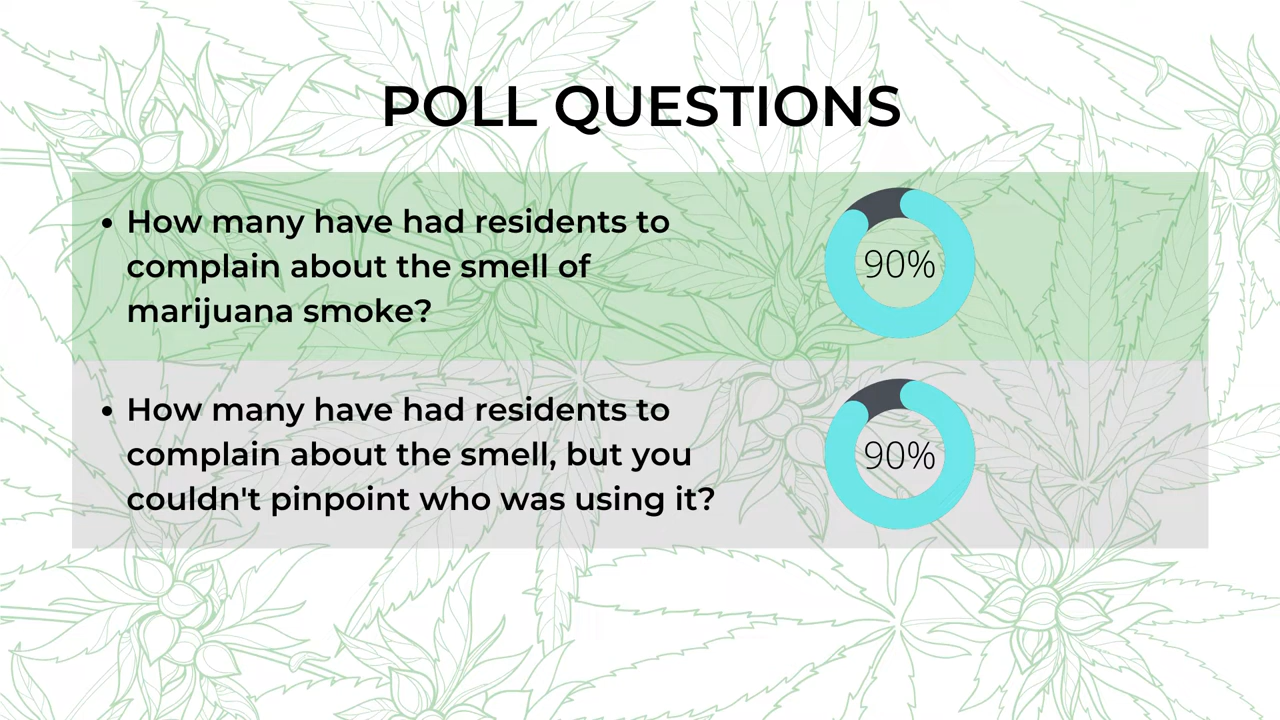 POLL QUESTIONS
• How many have had residents to
complain about the smell of
marijuana smoke?
90%
• How many have had residents to
complain about the smell, but you
couldn't pinpoint who was using it?
90%